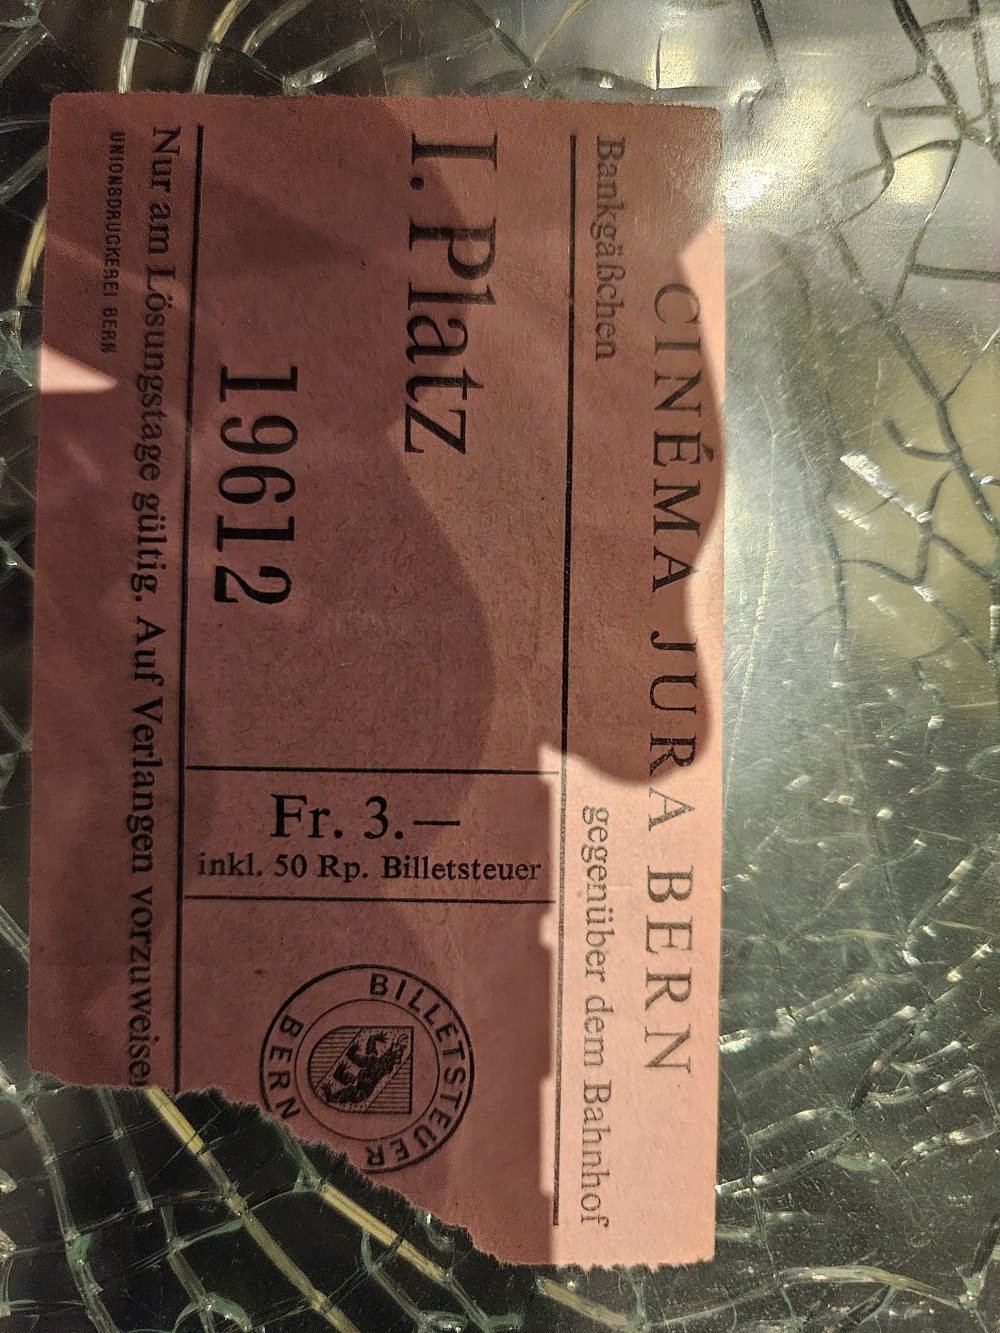 CINÉMA JURA BERN
Bankgäßchen gegenüber dem Bahnhof
I. Platz
19612
Fr. 3.—
inkl. 50 Rp. Billetsteuer
BILLETSTEUER
BERN
Nur am Lösungstage gültig. Auf Verlangen vorzuweisen
UNIONSDRUCKEREI BERN